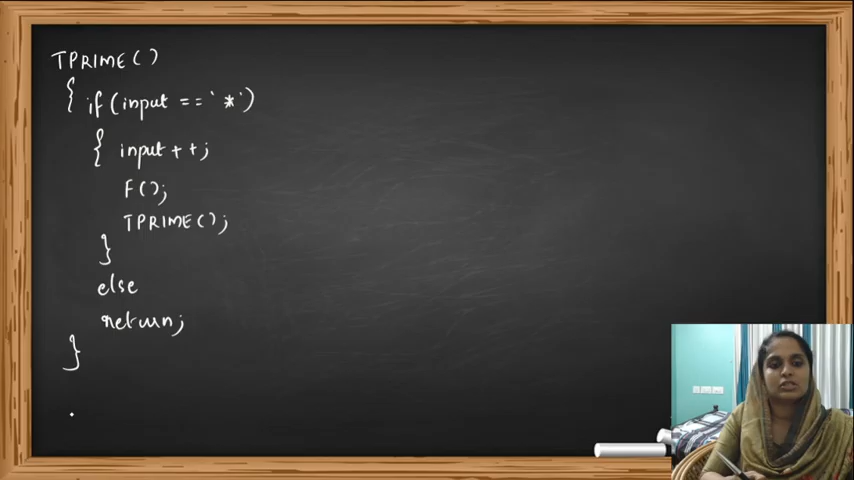 TPRIME()
{ if (input == '*')
{ input++;
F();
TPRIME();
}
else
return;
}